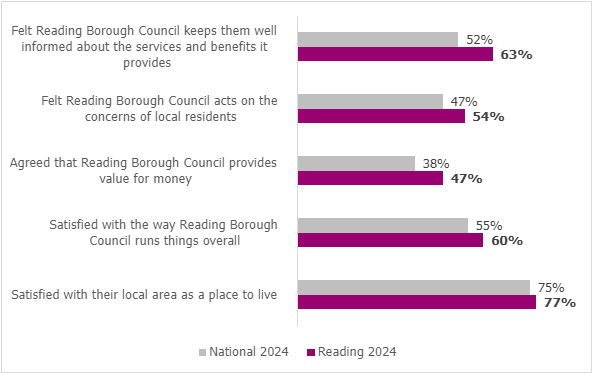 Felt Reading Borough Council keeps them well
informed about the services and benefits it
provides
52%
63%
Felt Reading Borough Council acts on the
concerns of local residents
47%
54%
Agreed that Reading Borough Council provides
value for money
38%
47%
Satisfied with the way Reading Borough
Council runs things overall
55%
60%
Satisfied with their local area as a place to live
75%
77%
National 2024
Reading 2024